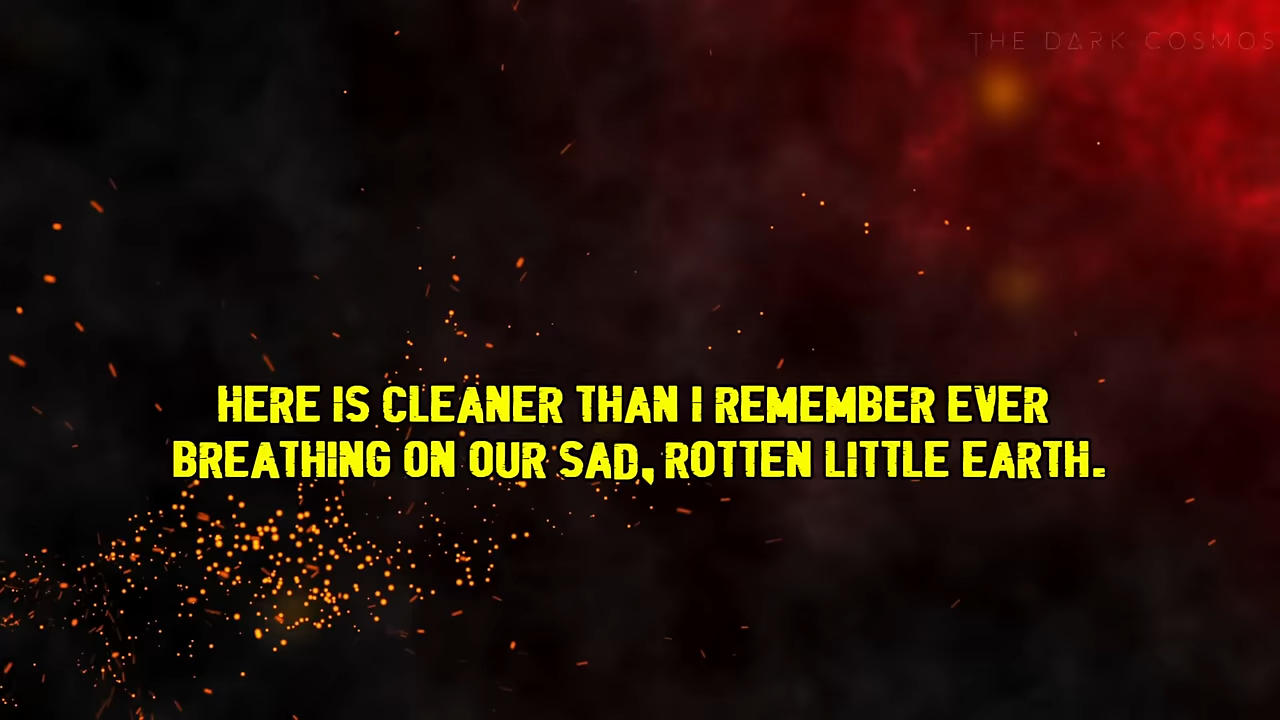 THE DARK COSMOS
HERE IS CLEANER THAN I REMEMBER EVER
BREATHING ON OUR SAD, ROTTEN LITTLE EARTH.